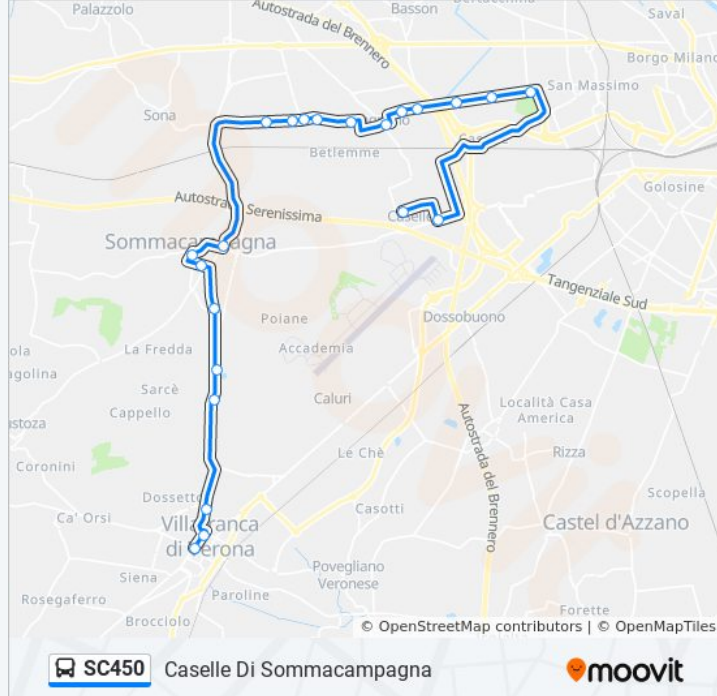 Palazzolo
Autostrada del Brennero
Basson
Saval
Borgo Milano
San Massimo
Sona
Betlemme
Golosine
Autostrada Serenissima
Caselle
Sommacampagna
Tangenziale Sud
Poiane
Dossobuono
La Fredda
Accademia
Sarcè
Caluri
Cappello
Località Casa
America
Autostrada del Brennero
Coronini
Le Chè
Rizza
Scopella
Dossetto
Casotti
Ca' Orsi
Villafranca
di Verona
Castel d'Azzano
Povegliano
Veronese
Siena
Paroline
Rosegaferro
Forette
Brocciolo
© OpenStreetMap contributors | © OpenMapTiles
SC450 Caselle Di Sommacampagna
moovit